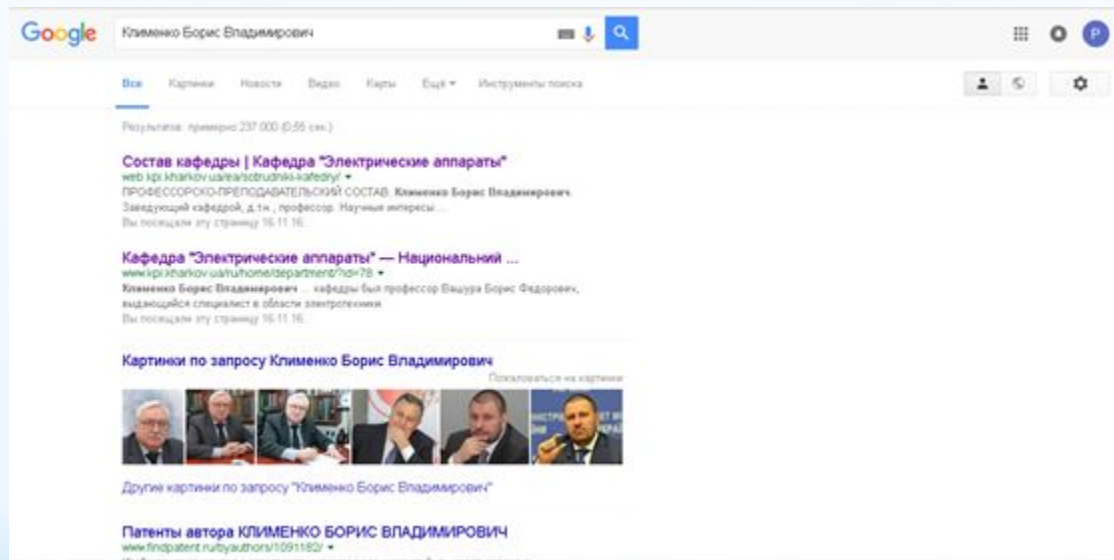 Google
Клименко Борис Владимирович
P
Все Картинки Новости Видео Карты Ещё Инструменты поиска
Результатов: примерно 237 000 (0,55 сек.)
Состав кафедры | Кафедра "Электрические аппараты"
web.kpi.kharkov.ua/ea/sotrudniki-kafedry/
ПРОФЕССОРСКО-ПРЕПОДАВАТЕЛЬСКИЙ СОСТАВ. Клименко Борис Владимирович.
Заведующий кафедрой, д.т.н., профессор. Научные интересы ...
Вы посещали эту страницу 16.11.16.
Кафедра "Электрические аппараты" — Національний ...
www.kpi.kharkov.ua/ru/home/department/?id=78
Клименко Борис Владимирович ... кафедры был профессор Вашура Борис Федорович,
выдающийся специалист в области электротехники.
Вы посещали эту страницу 16.11.16.
Картинки по запросу Клименко Борис Владимирович
Пожаловаться на картинки
Другие картинки по запросу "Клименко Борис Владимирович"
Патенты автора КЛИМЕНКО БОРИС ВЛАДИМИРОВИЧ
www.findpatent.ru/byauthors/1091182/